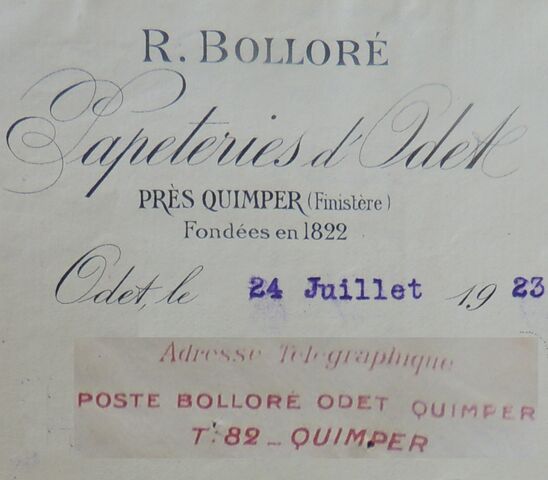 R. BOLLORÉ
Papeteries d'Odet
PRÈS QUIMPER (Finistère)
Fondées en 1822
Odet, le 24 Juillet 1923
Adresse Télégraphique
POSTE BOLLORÉ ODET QUIMPER
T. 82 - QUIMPER